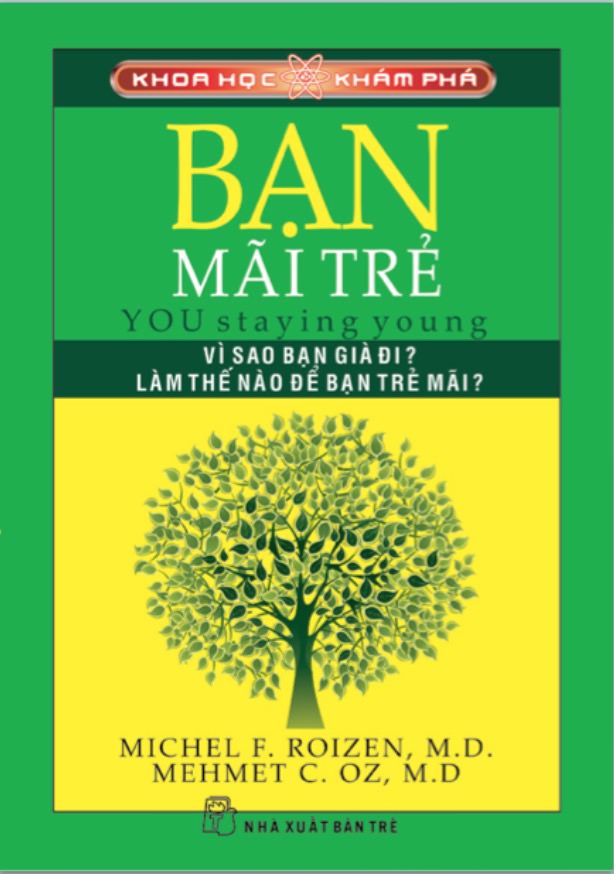 KHOA HỌC KHÁM PHÁ
BẠN
MÃI TRẺ
YOU staying young
VÌ SAO BẠN GIÀ ĐI?
LÀM THẾ NÀO ĐỂ BẠN TRẺ MÃI?
MICHEL F. ROIZEN, M.D.
MEHMET C. OZ, M.D
NHÀ XUẤT BẢN TRẺ